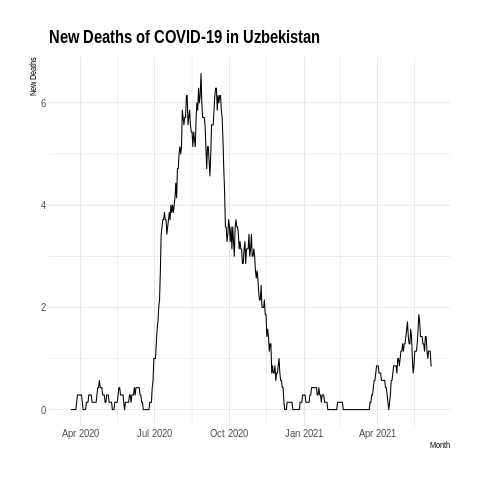 New Deaths of COVID-19 in Uzbekistan
New Deaths
6
4
2
0
Apr 2020 Jul 2020 Oct 2020 Jan 2021 Apr 2021
Month